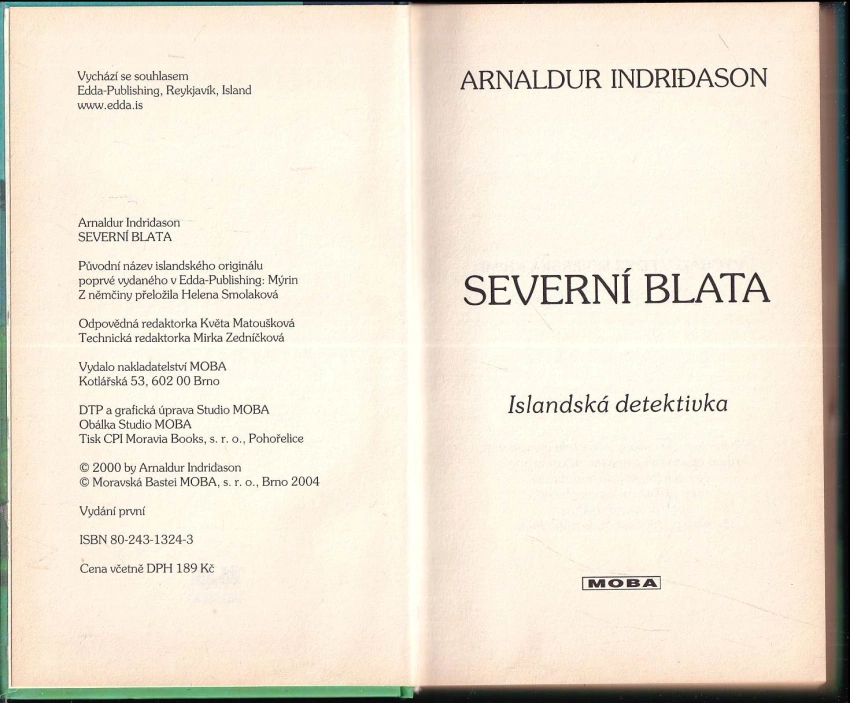 Vychází se souhlasem
Edda-Publishing, Reykjavík, Island
www.edda.is
Arnaldur Indridason
SEVERNÍ BLATA
Původní název islandského originálu
poprvé vydaného v Edda-Publishing: Mýrin
Z němčiny přeložila Helena Smolaková
Odpovědná redaktorka Květa Matoušková
Technická redaktorka Mirka Zedníčková
Vydalo nakladatelství MOBA
Kotlářská 53, 602 00 Brno
DTP a grafická úprava Studio MOBA
Obálka Studio MOBA
Tisk CPI Moravia Books, s. r. o., Pohořelice
© 2000 by Arnaldur Indridason
© Moravská Bastei MOBA, s. r. o., Brno 2004
Vydání první
ISBN 80-243-1324-3
Cena včetně DPH 189 Kč
ARNALDUR INDRIÐASON
SEVERNÍ BLATA
Islandská detektivka
MOBA